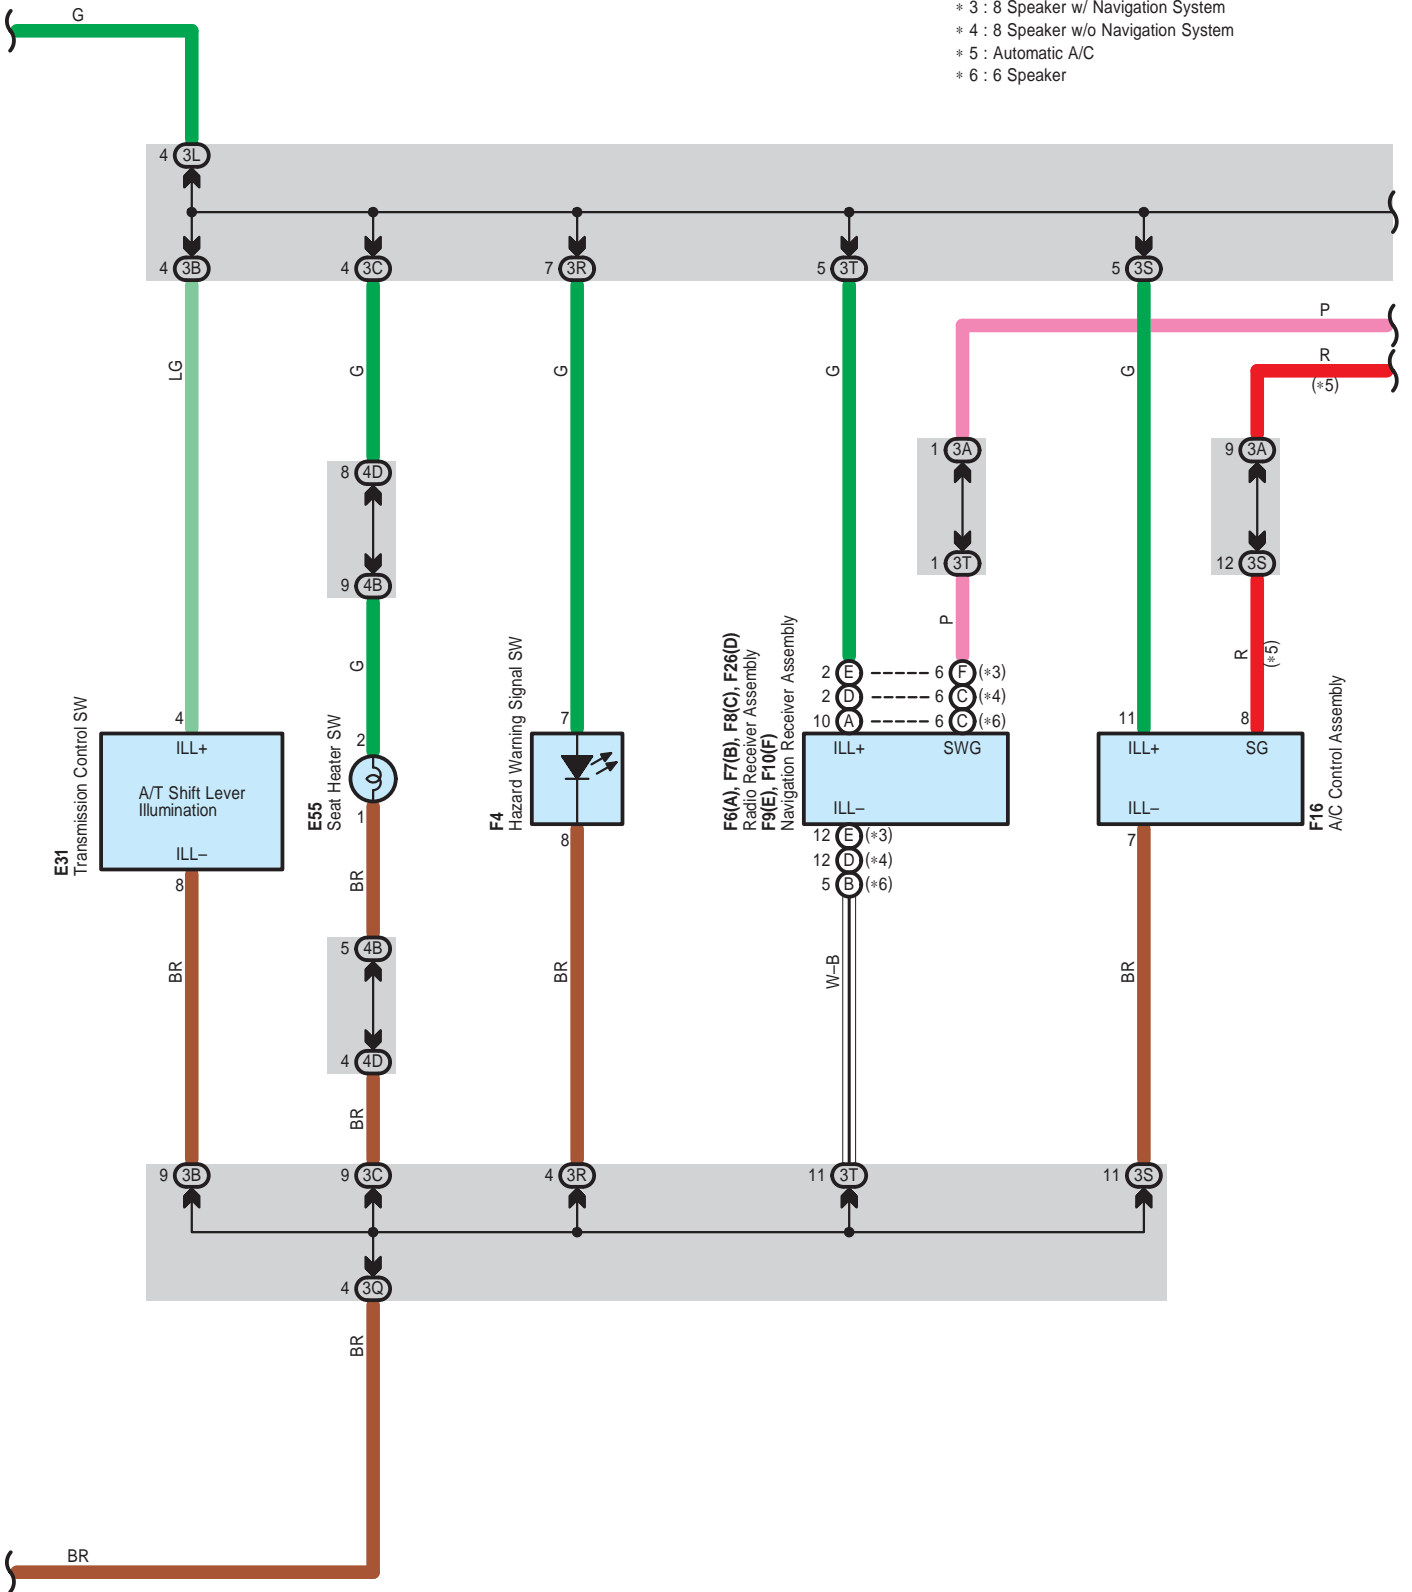 G
∗ 3 : 8 Speaker w/ Navigation System
∗ 4 : 8 Speaker w/o Navigation System
∗ 5 : Automatic A/C
∗ 6 : 6 Speaker
4 3L
4 3B
4 3C
7 3R
5 3T
5 3S
P
R
(∗5)
LG
G
G
G
G
1 3A
9 3A
8 4D
9 4B
1 3T
12 3S
G
P
R
(∗5)
2 E
6 F (∗3)
2 D
6 C (∗4)
10 A
6 C (∗6)
E31
Transmission Control SW
4
ILL+
A/T Shift Lever
Illumination
ILL–
8
E55
Seat Heater SW
2
1
F4
Hazard Warning Signal SW
7
8
F6(A), F7(B), F8(C), F26(D)
Radio Receiver Assembly
F9(E), F10(F)
Navigation Receiver Assembly
ILL+
SWG
ILL–
12 E (∗3)
12 D (∗4)
5 B (∗6)
11
8
ILL+
SG
ILL–
7
F16
A/C Control Assembly
BR
BR
5 4B
4 4D
BR
BR
W–B
BR
9 3B
9 3C
4 3R
11 3T
11 3S
4 3Q
BR
BR